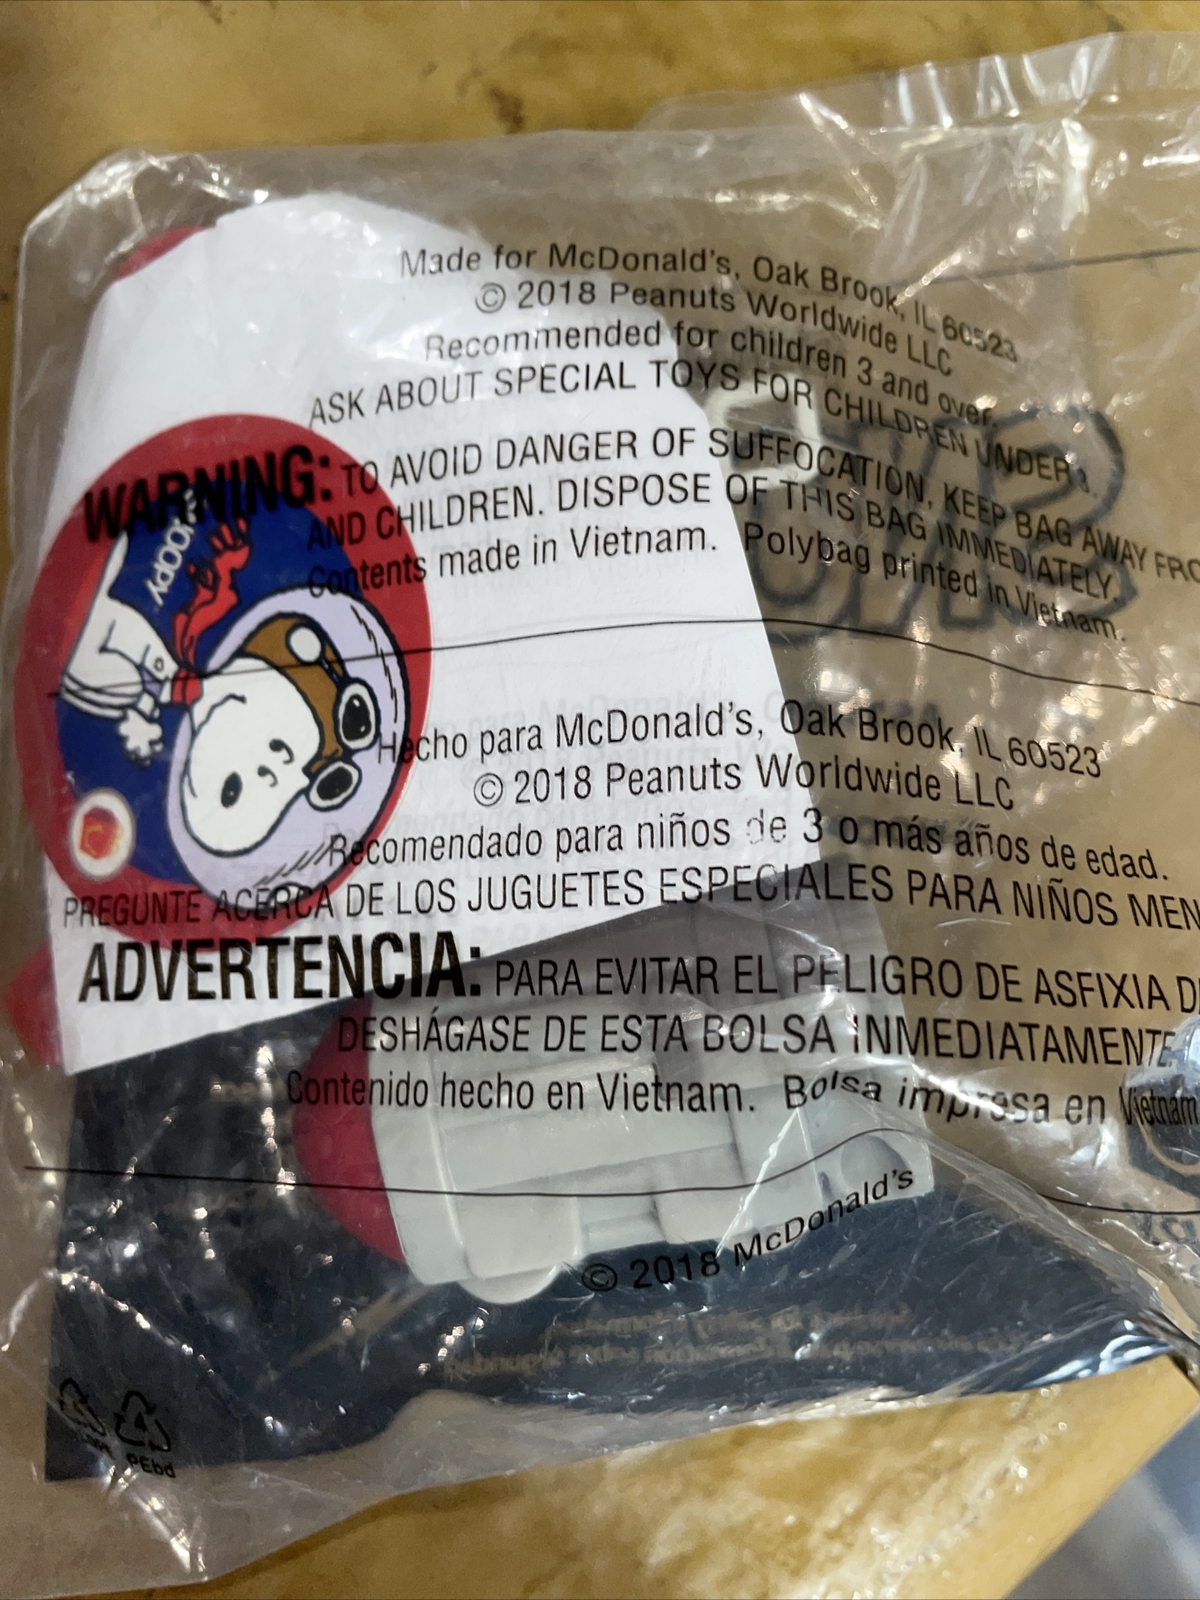 Made for McDonald's, Oak Brook, IL 60523
© 2018 Peanuts Worldwide LLC
Recommended for children 3 and over.
ASK ABOUT SPECIAL TOYS FOR CHILDREN UNDER
WARNING: TO AVOID DANGER OF SUFFOCATION, KEEP BAG AWAY FRO
AND CHILDREN. DISPOSE OF THIS BAG IMMEDIATELY.
Contents made in Vietnam. Polybag printed in Vietnam.
Hecho para McDonald's, Oak Brook, IL 60523
© 2018 Peanuts Worldwide LLC
Recomendado para niños de 3 o más años de edad.
PREGUNTE ACERCA DE LOS JUGUETES ESPECIALES PARA NIÑOS MEN
ADVERTENCIA: PARA EVITAR EL PELIGRO DE ASFIXIA D
DESHÁGASE DE ESTA BOLSA INMEDIATAMENTE
Contenido hecho en Vietnam. Bolsa impresa en Vietnam
© 2018 McDonald's
PEbd